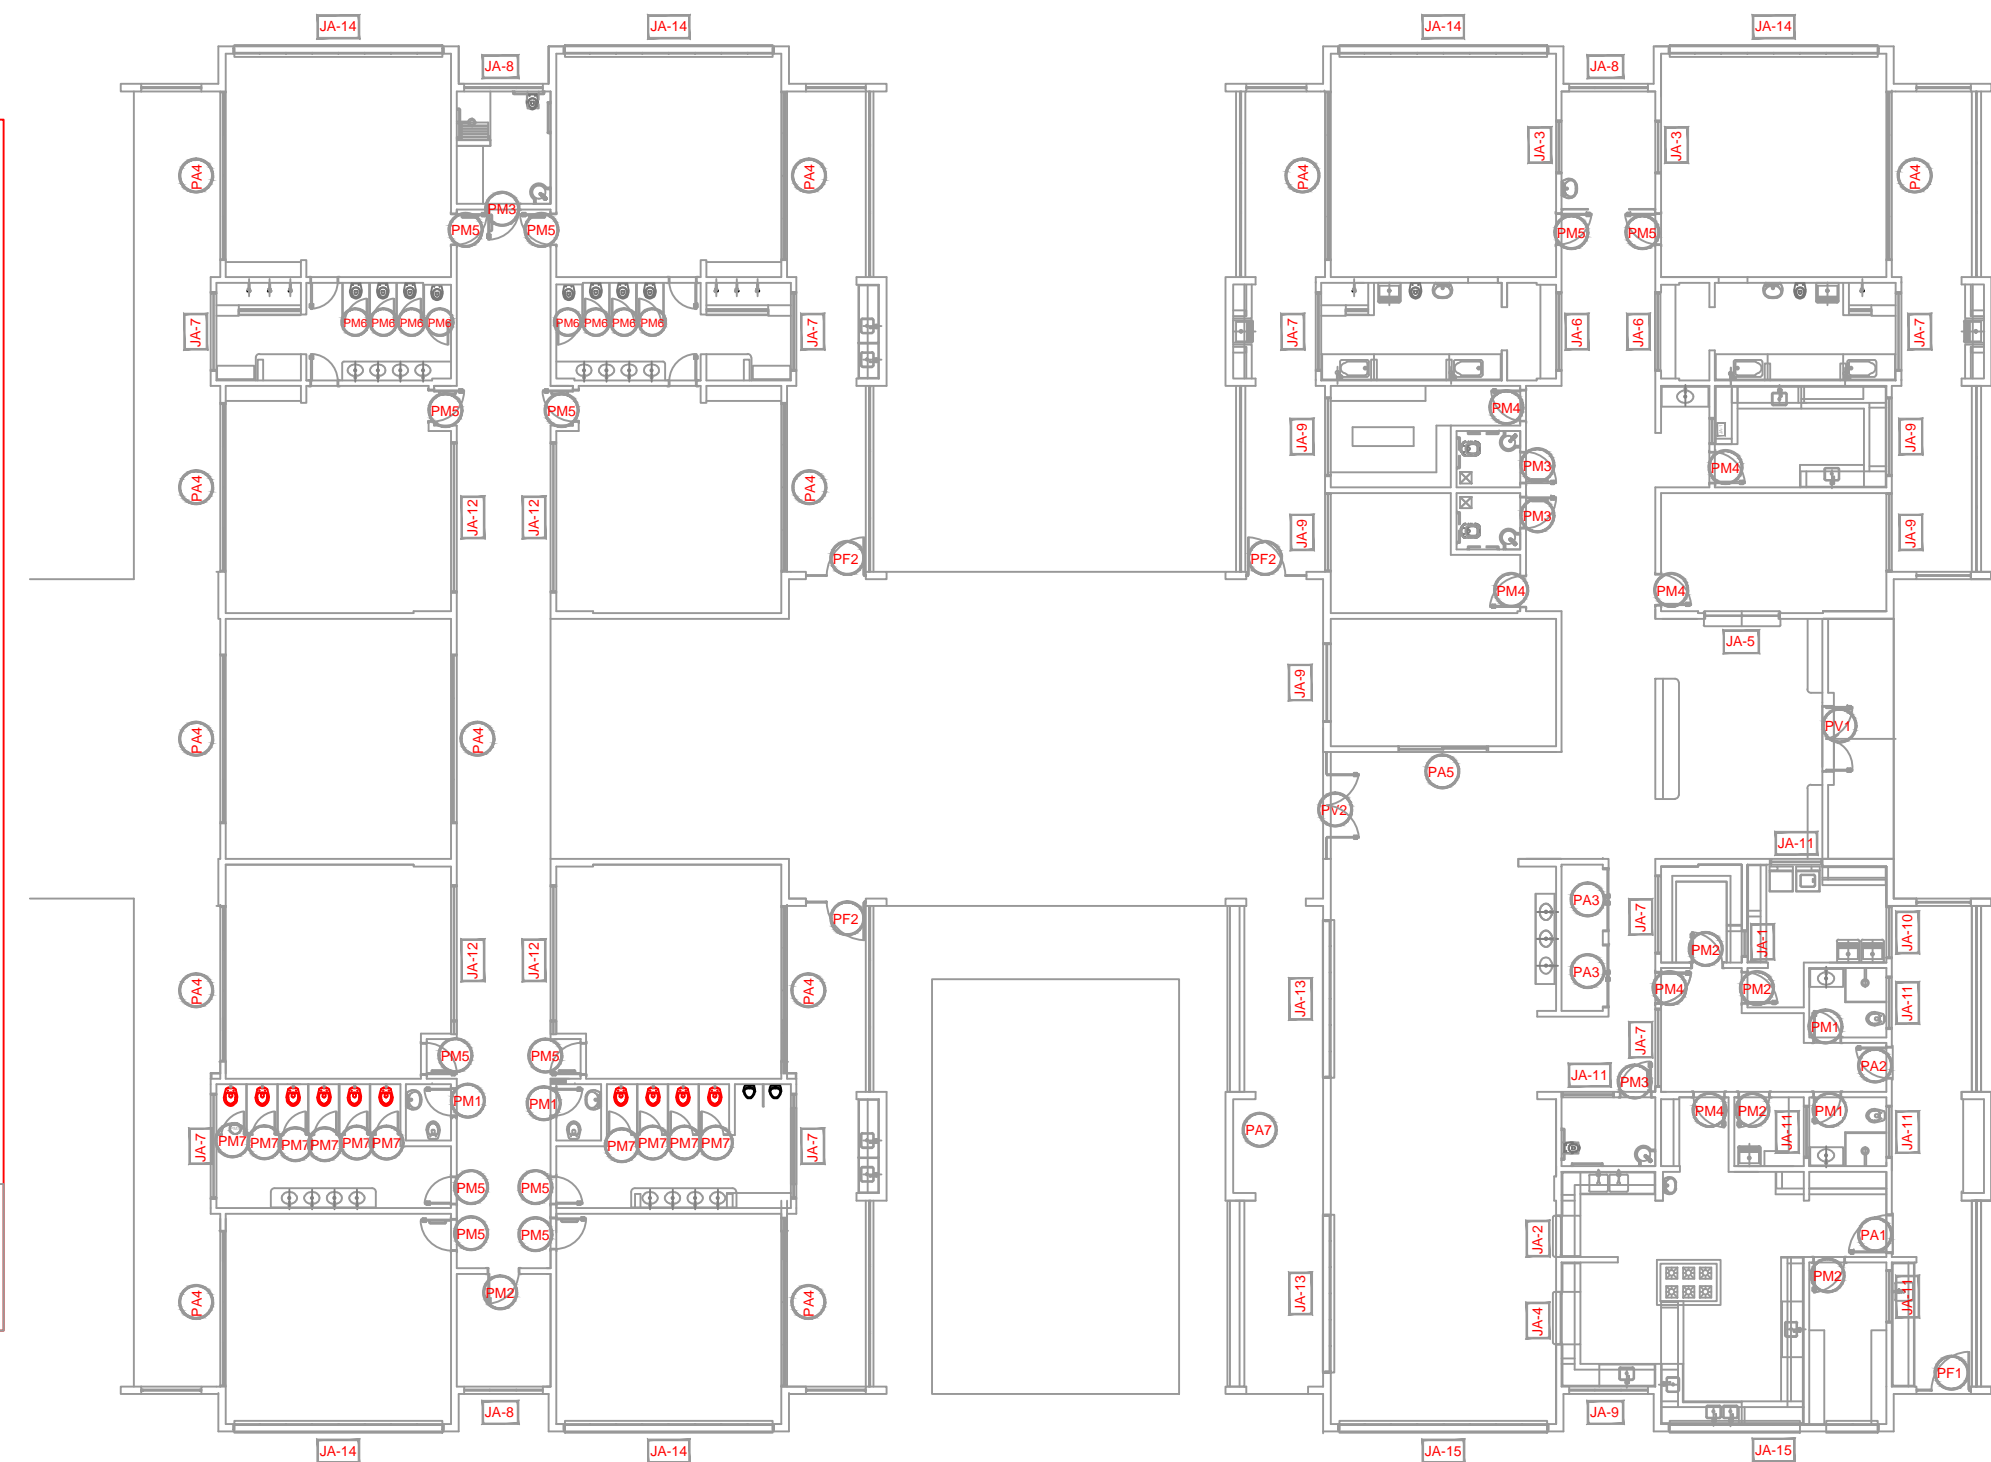 JA-14 JA-14 JA-14 JA-14
JA-8 JA-8
JA-3 JA-3
PA4 PA4 PA4 PA4
PM3
PM5 PM5 PM5 PM5
PM6 PM6 PM6 PM6 PM6 PM6 PM6 PM6
JA-7 JA-7 JA-7 JA-6 JA-6 JA-7
PM5 PM5 PM4
JA-9 JA-9
PM4 PM3
PA4 PA4
JA-12 JA-12 PM3
JA-9 JA-9
PF2 PF2
PM4 PM4
JA-5
JA-9
PV1
PA4 PA4
PA5
PV2
JA-11
PA3
PF2 JA-7 JA-10
JA-12 JA-12 PM2 JA-1
PA3
PA4 PA4 JA-13 PM4 PM2 JA-11
PM1
JA-7
PM5 PM5 PA2
JA-11 PM3
PM1 PM1
PM4 PM2 PM1
PA7 JA-11 JA-11
PM7 PM7 PM7 PM7 PM7 PM7 PM7 PM7 PM7 PM7
JA-7 JA-7
PM5 PM5
PM5 PM5 JA-2 PA1
PM2 PM2
JA-13 JA-11
PA4 PA4
JA-4
PF1
JA-8 JA-9
JA-14 JA-14 JA-15 JA-15